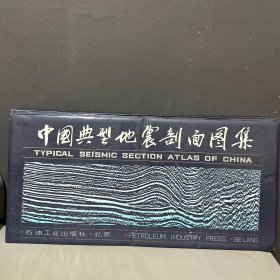 中國典型地震剖面图集
TYPICAL SEISMIC SECTION ATLAS OF CHINA
·石油工业出版社·北京 ·PETROLEUM INDUSTRY PRESS ·BEIJING